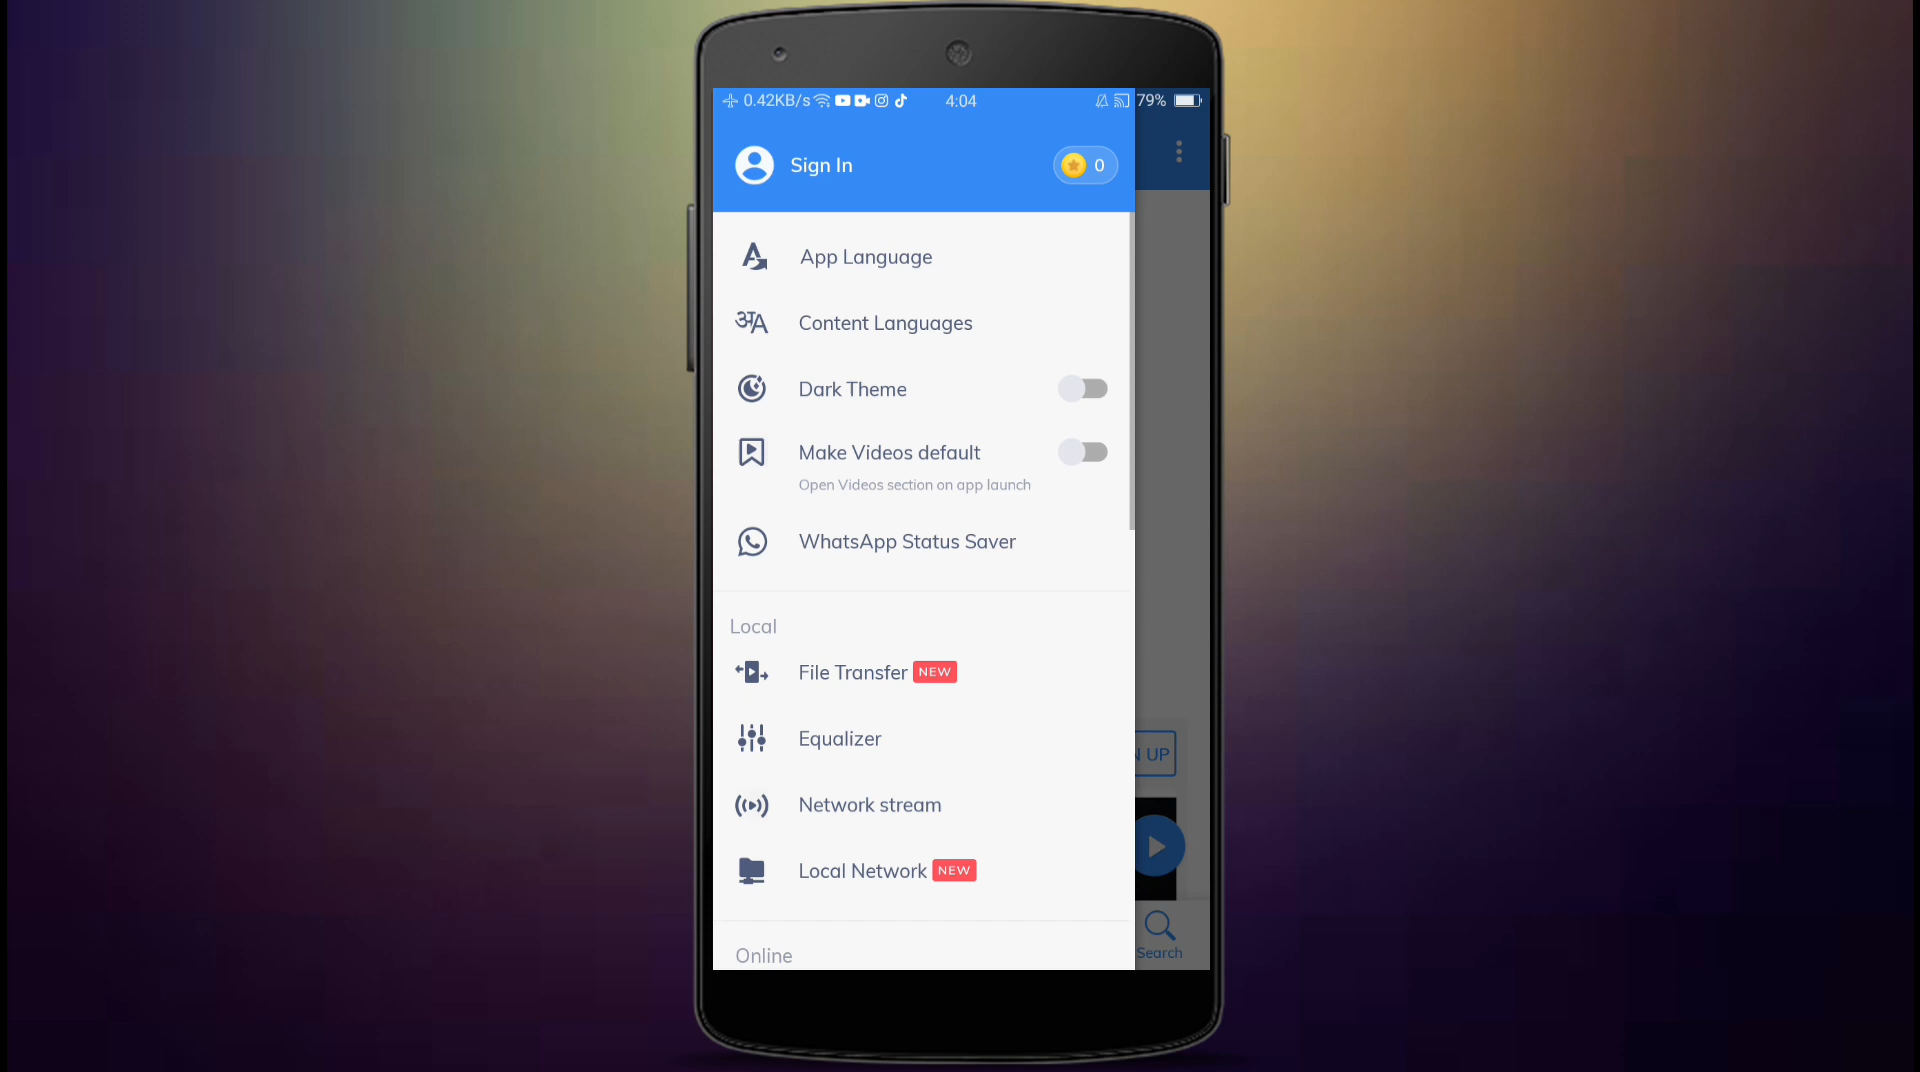 0.42KB/s 4:04 79%
Sign In 0
App Language
Content Languages
Dark Theme
Make Videos default
Open Videos section on app launch
WhatsApp Status Saver
Local
File Transfer NEW
Equalizer
N UP
Network stream
Local Network NEW
Search
Online